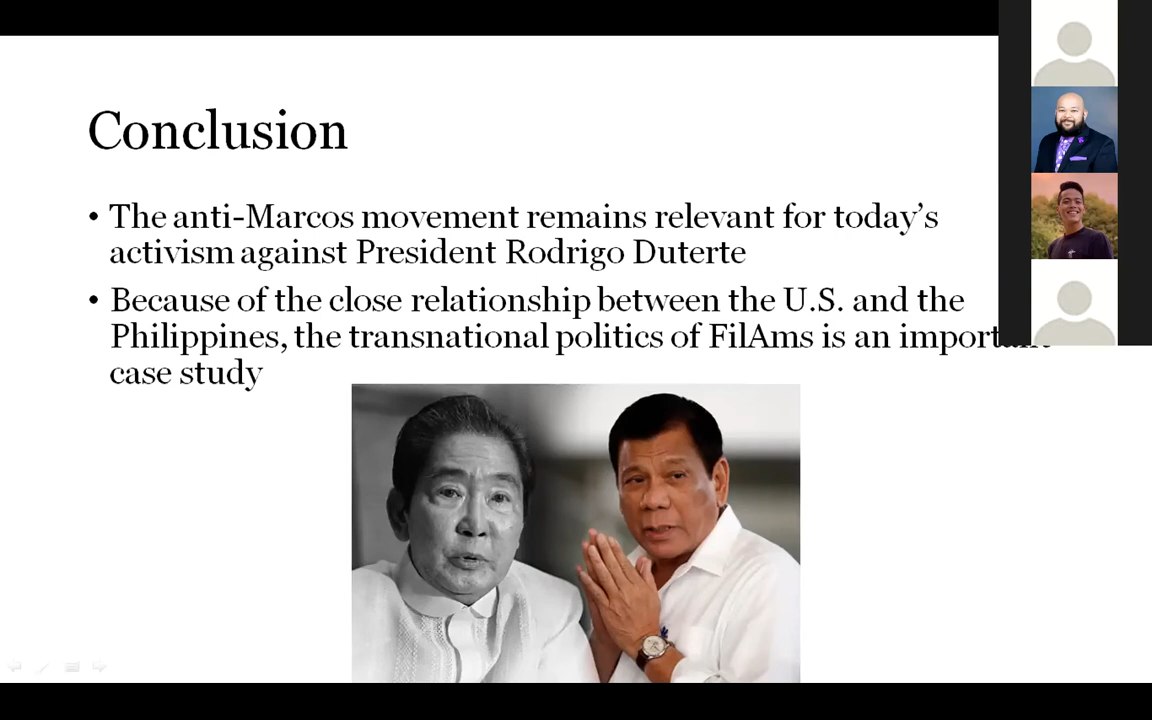 Conclusion
• The anti-Marcos movement remains relevant for today's
activism against President Rodrigo Duterte
• Because of the close relationship between the U.S. and the
Philippines, the transnational politics of FilAms is an important
case study